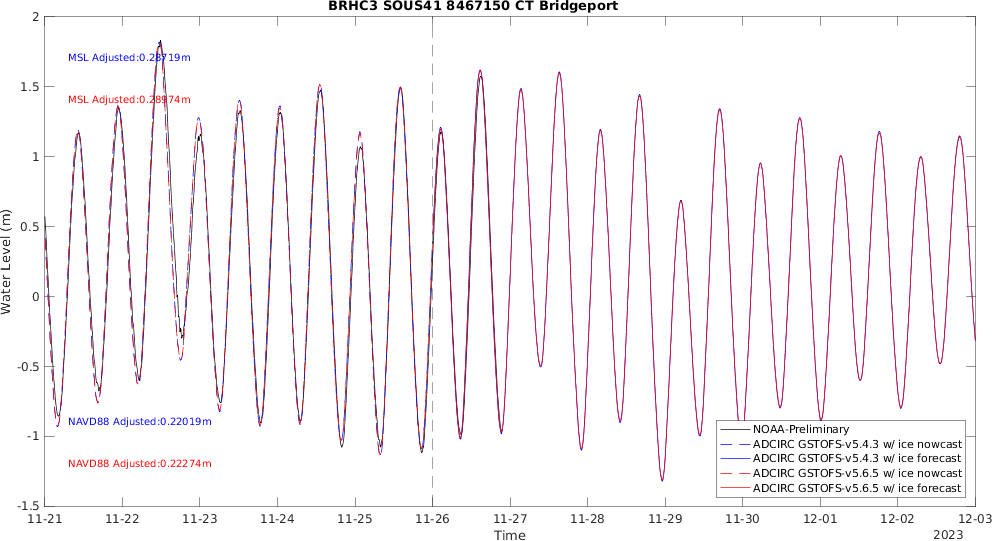 BRHC3 SOUS41 8467150 CT Bridgeport
2
1.5
1
0.5
0
-0.5
-1
-1.5
Water Level (m)
MSL Adjusted:0.28719m
MSL Adjusted:0.28974m
NAVD88 Adjusted:0.22019m
NAVD88 Adjusted:0.22274m
NOAA-Preliminary
ADCIRC GSTOFS-v5.4.3 w/ ice nowcast
ADCIRC GSTOFS-v5.4.3 w/ ice forecast
ADCIRC GSTOFS-v5.6.5 w/ ice nowcast
ADCIRC GSTOFS-v5.6.5 w/ ice forecast
11-21 11-22 11-23 11-24 11-25 11-26 11-27 11-28 11-29 11-30 12-01 12-02 12-03
Time
2023